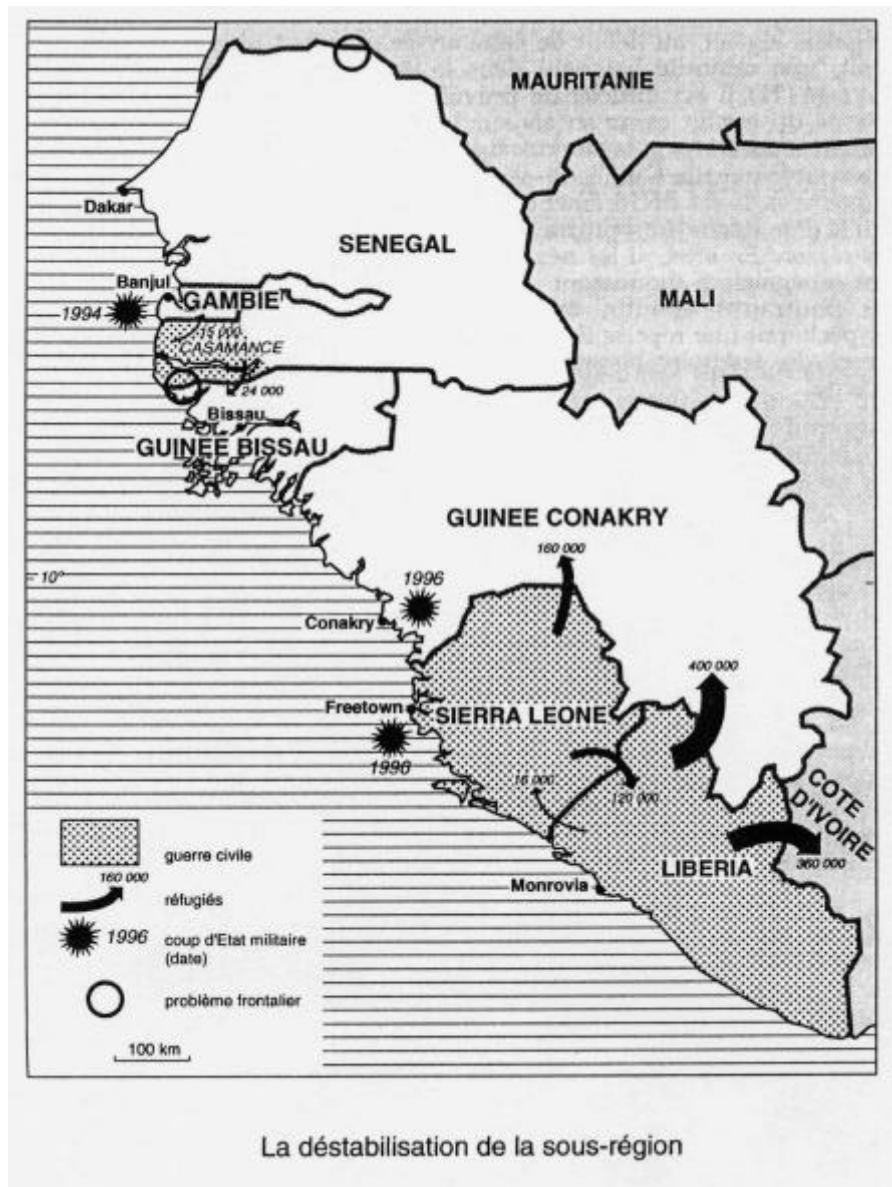 MAURITANIE
Dakar
SENEGAL
Banjul
GAMBIE
MALI
1994
15 000
CASAMANCE
24 000
Bissau
GUINEE BISSAU
GUINEE CONAKRY
160 000
10°
1996
Conakry
400 000
Freetown
SIERRA LEONE
1996
16 000
120 000
COTE
D'IVOIRE
360 000
LIBERIA
Monrovia
guerre civile
160 000
réfugiés
1996
coup d'Etat militaire
(date)
problème frontalier
100 km
La déstabilisation de la sous-région